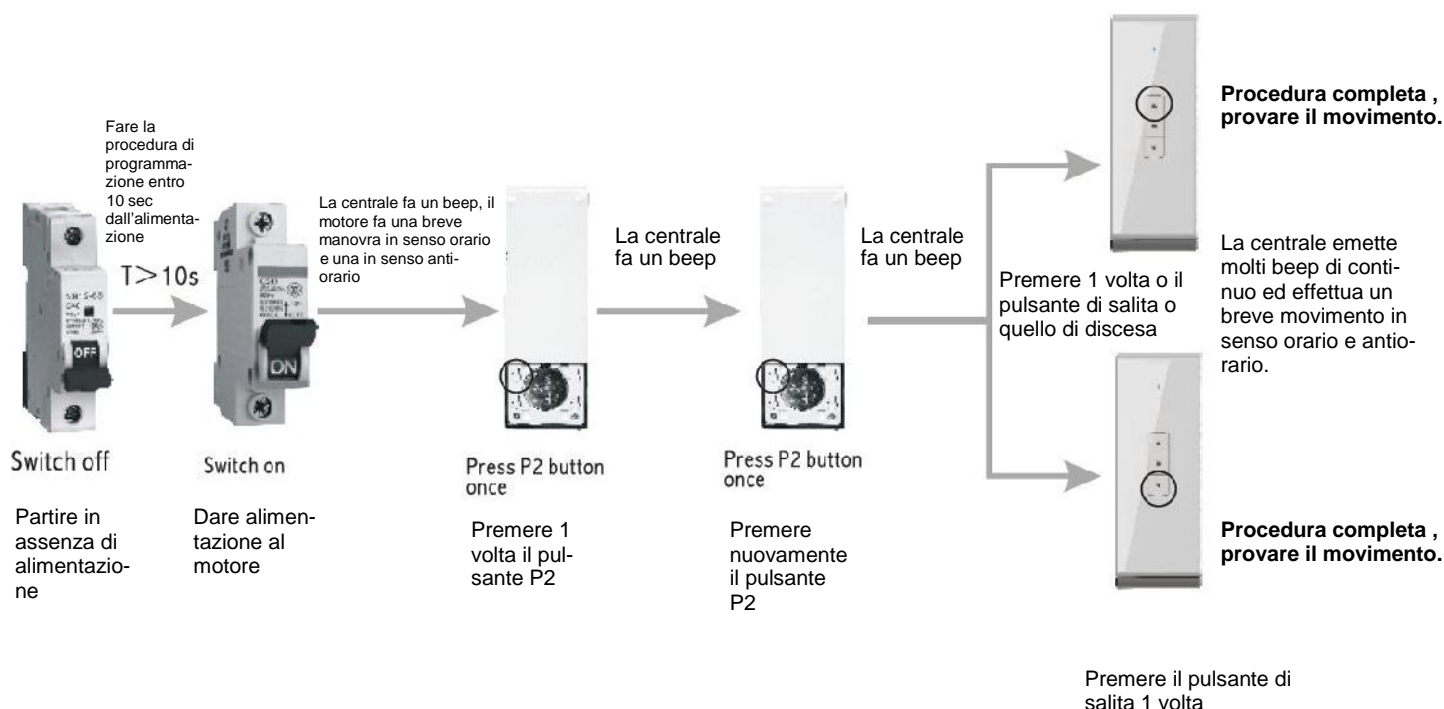 Fare la
procedura di
programma-
zione entro
10 sec
dall'alimenta-
zione
T>10s
OFF
Switch off
Partire in
assenza di
alimentazio-
ne
ON
Switch on
Dare alimen-
tazione al
motore
La centrale fa un beep, il
motore fa una breve
manovra in senso orario
e una in senso anti-
orario
Press P2 button
once
Premere 1
volta il pul-
sante P2
La centrale
fa un beep
Press P2 button
once
Premere
nuovamente
il pulsante
P2
La centrale
fa un beep
Premere 1 volta o il
pulsante di salita o
quello di discesa
Procedura completa ,
provare il movimento.
La centrale emette
molti beep di conti-
nuo ed effettua un
breve movimento in
senso orario e antio-
rario.
Procedura completa ,
provare il movimento.
Premere il pulsante di
salita 1 volta